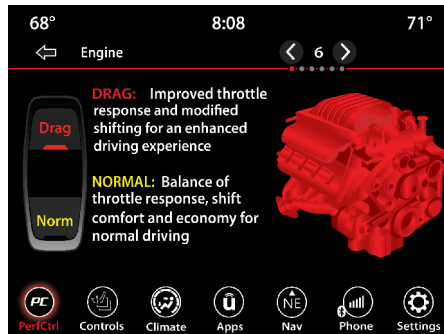 68° 8:08 71°
Engine < 6 >
DRAG: Improved throttle
response and modified
shifting for an enhanced
driving experience
Drag
NORMAL: Balance of
throttle response, shift
comfort and economy for
normal driving
Norm
PC û NE
PerfCtrl Controls Climate Apps Nav Phone Settings